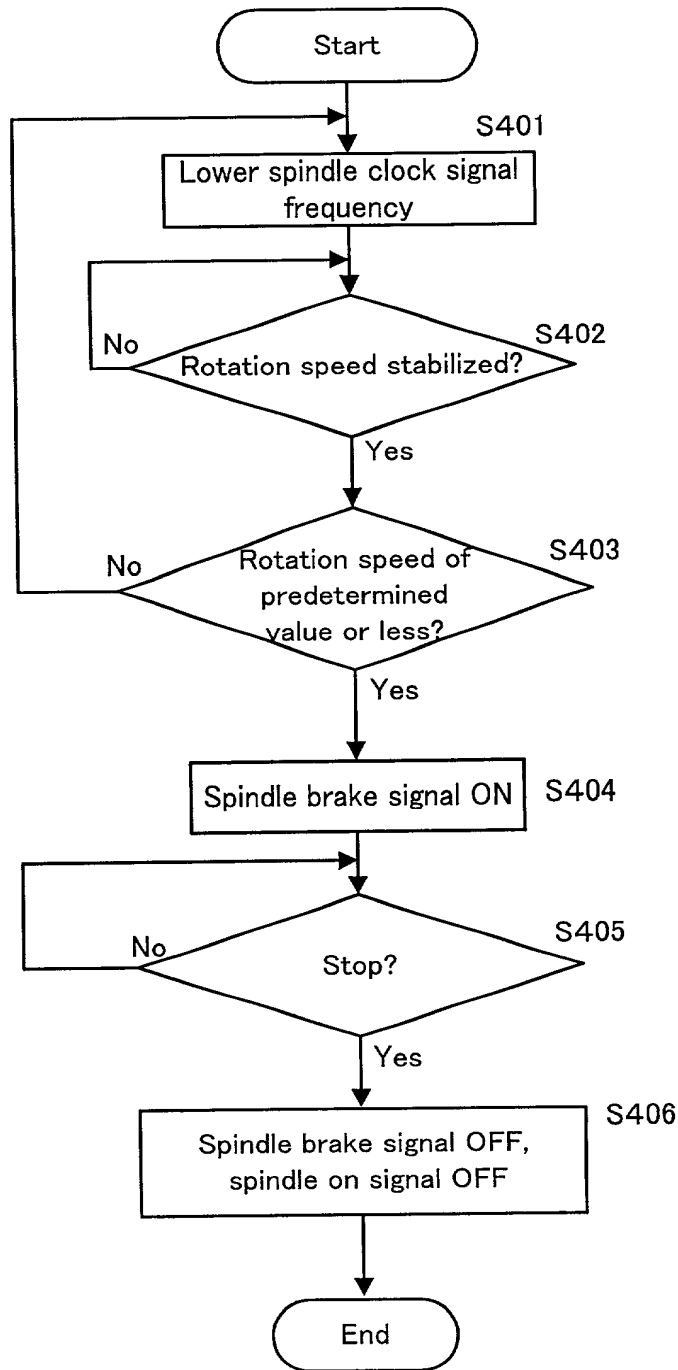 Start
S401
Lower spindle clock signal
frequency
No
S402
Rotation speed stabilized?
Yes
No
S403
Rotation speed of
predetermined
value or less?
Yes
Spindle brake signal ON
S404
No
S405
Stop?
Yes
S406
Spindle brake signal OFF,
spindle on signal OFF
End